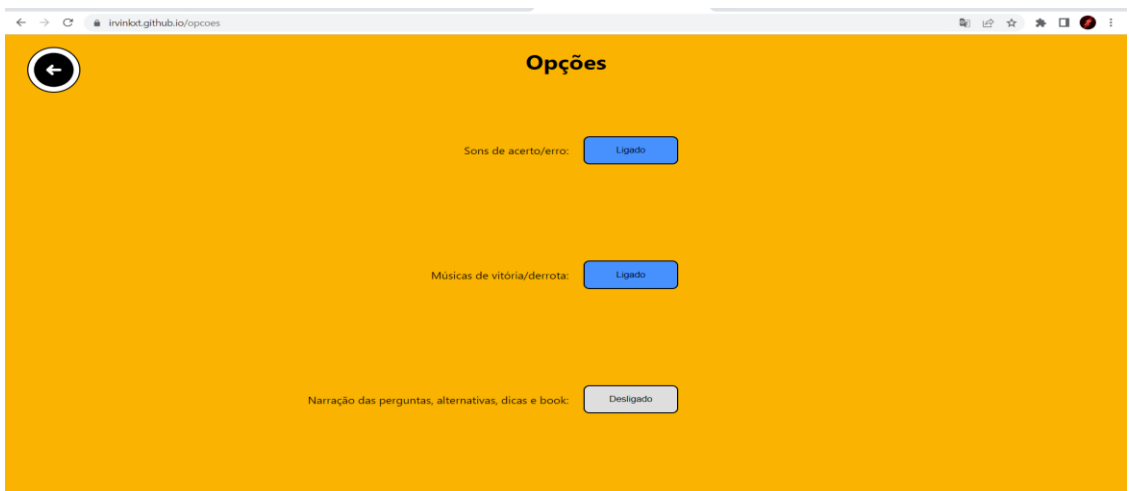 irvinkxt.github.io/opcoes
Opções
Sons de acerto/erro: Ligado
Músicas de vitória/derrota: Ligado
Narração das perguntas, alternativas, dicas e book: Desligado